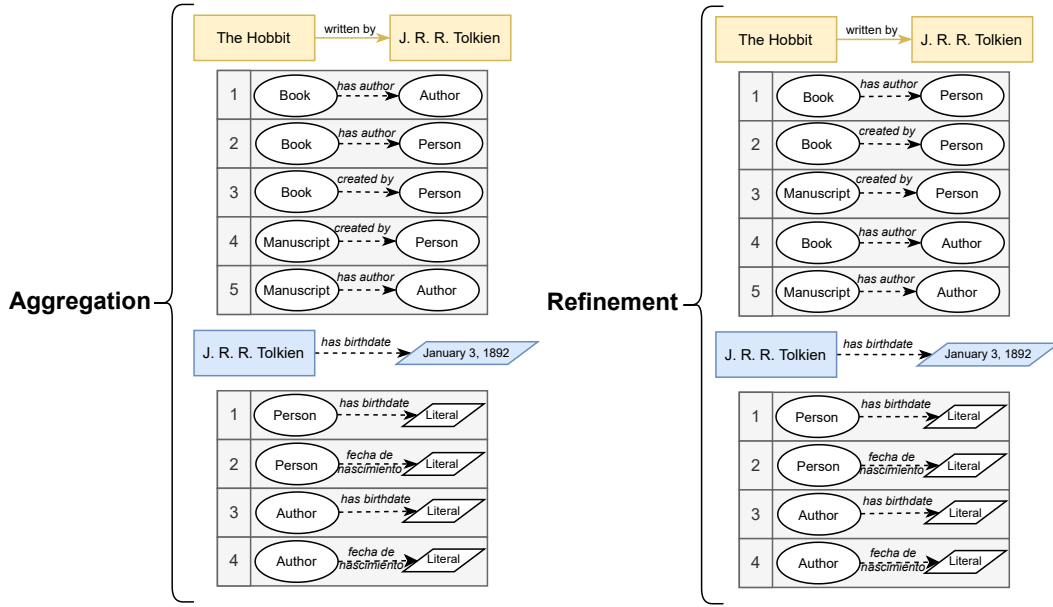 Aggregation
The Hobbit written by J. R. R. Tolkien
1 Book has author Author
2 Book has author Person
3 Book created by Person
4 Manuscript created by Person
5 Manuscript has author Author
J. R. R. Tolkien has birthdate January 3, 1892
1 Person has birthdate Literal
2 Person fecha de nascimiento Literal
3 Author has birthdate Literal
4 Author fecha de nascimiento Literal
Refinement
The Hobbit written by J. R. R. Tolkien
1 Book has author Person
2 Book created by Person
3 Manuscript created by Person
4 Book has author Author
5 Manuscript has author Author
J. R. R. Tolkien has birthdate January 3, 1892
1 Person has birthdate Literal
2 Person fecha de nascimiento Literal
3 Author has birthdate Literal
4 Author fecha de nascimiento Literal